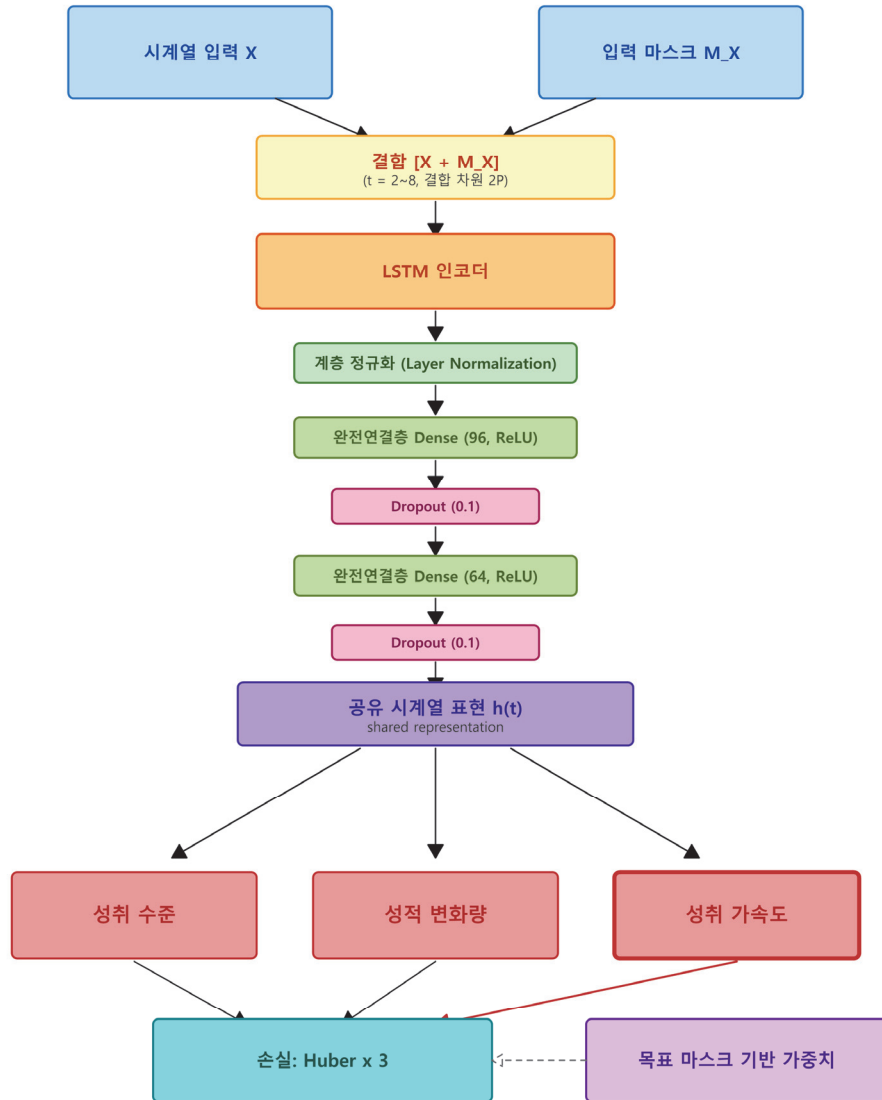 시계열 입력 X
입력 마스크 M_X
결합 [X + M_X]
(t = 2~8, 결합 차원 2P)
LSTM 인코더
계층 정규화 (Layer Normalization)
완전연결층 Dense (96, ReLU)
Dropout (0.1)
완전연결층 Dense (64, ReLU)
Dropout (0.1)
공유 시계열 표현 h(t)
shared representation
성취 수준
성적 변화량
성취 가속도
손실: Huber x 3
목표 마스크 기반 가중치